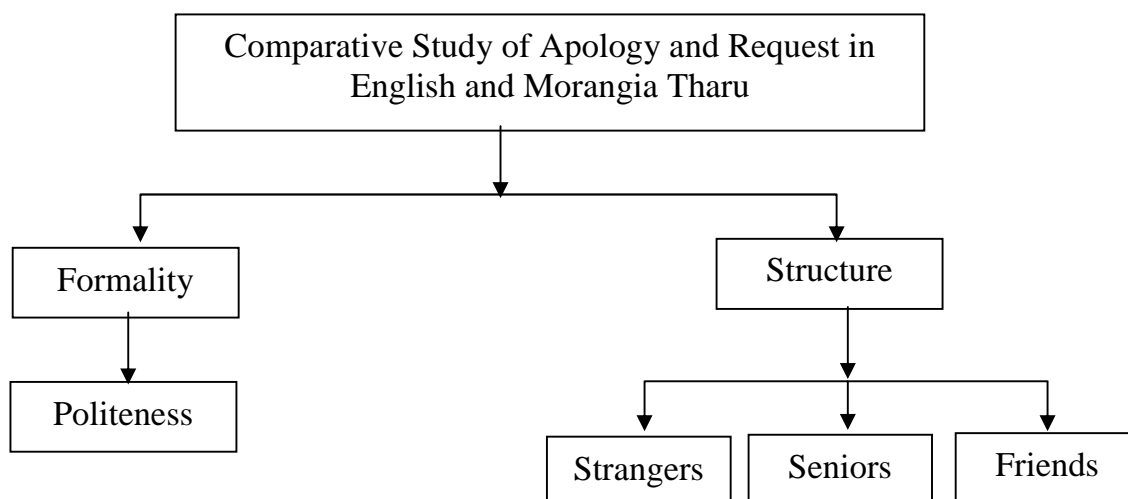 Comparative Study of Apology and Request in
English and Morangia Tharu
Formality
Structure
Politeness
Strangers
Seniors
Friends